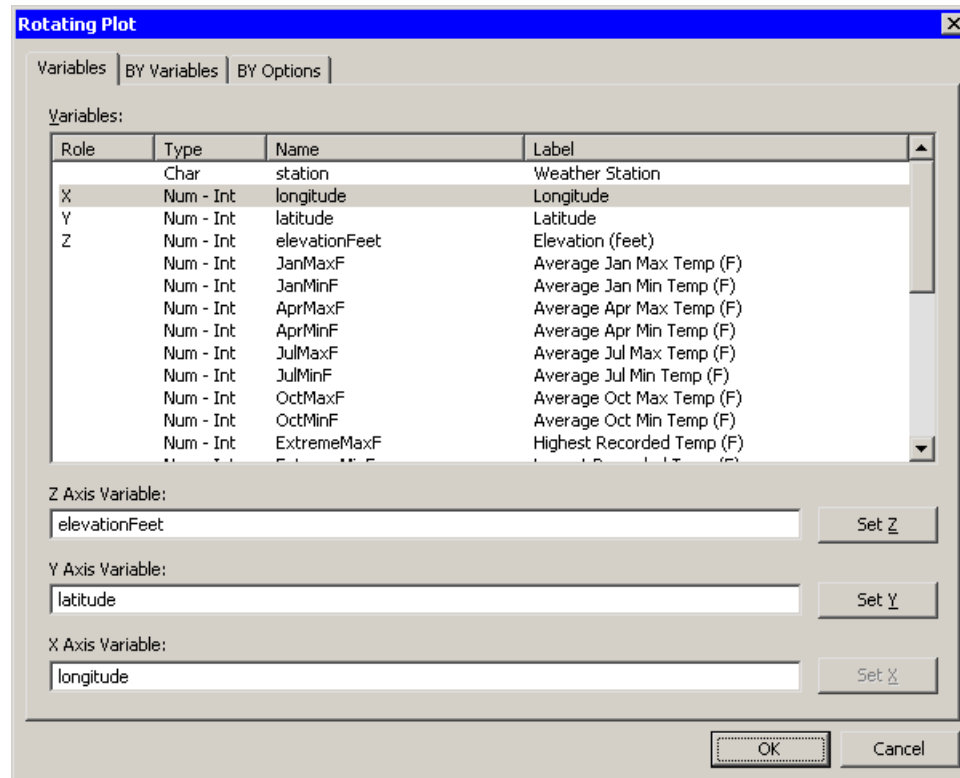 Rotating Plot
Variables BY Variables BY Options
Variables:
Role Type Name Label
Char station Weather Station
X Num - Int longitude Longitude
Y Num - Int latitude Latitude
Z Num - Int elevationFeet Elevation (feet)
Num - Int JanMaxF Average Jan Max Temp (F)
Num - Int JanMinF Average Jan Min Temp (F)
Num - Int AprMaxF Average Apr Max Temp (F)
Num - Int AprMinF Average Apr Min Temp (F)
Num - Int JulMaxF Average Jul Max Temp (F)
Num - Int JulMinF Average Jul Min Temp (F)
Num - Int OctMaxF Average Oct Max Temp (F)
Num - Int OctMinF Average Oct Min Temp (F)
Num - Int ExtremeMaxF Highest Recorded Temp (F)
Z Axis Variable:
elevationFeet Set Z
Y Axis Variable:
latitude Set Y
X Axis Variable:
longitude Set X
OK Cancel